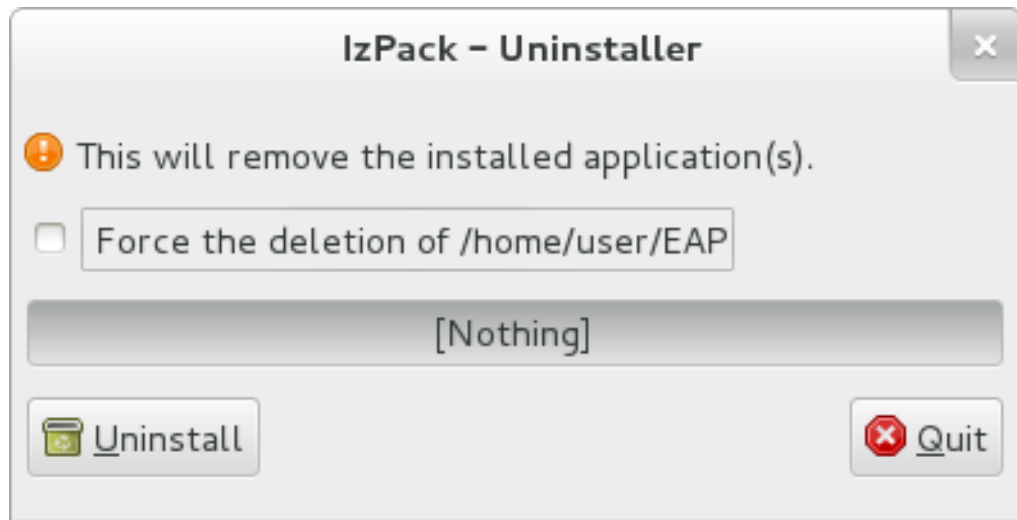 IzPack - Uninstaller
This will remove the installed application(s).
Force the deletion of /home/user/EAP
[Nothing]
Uninstall
Quit